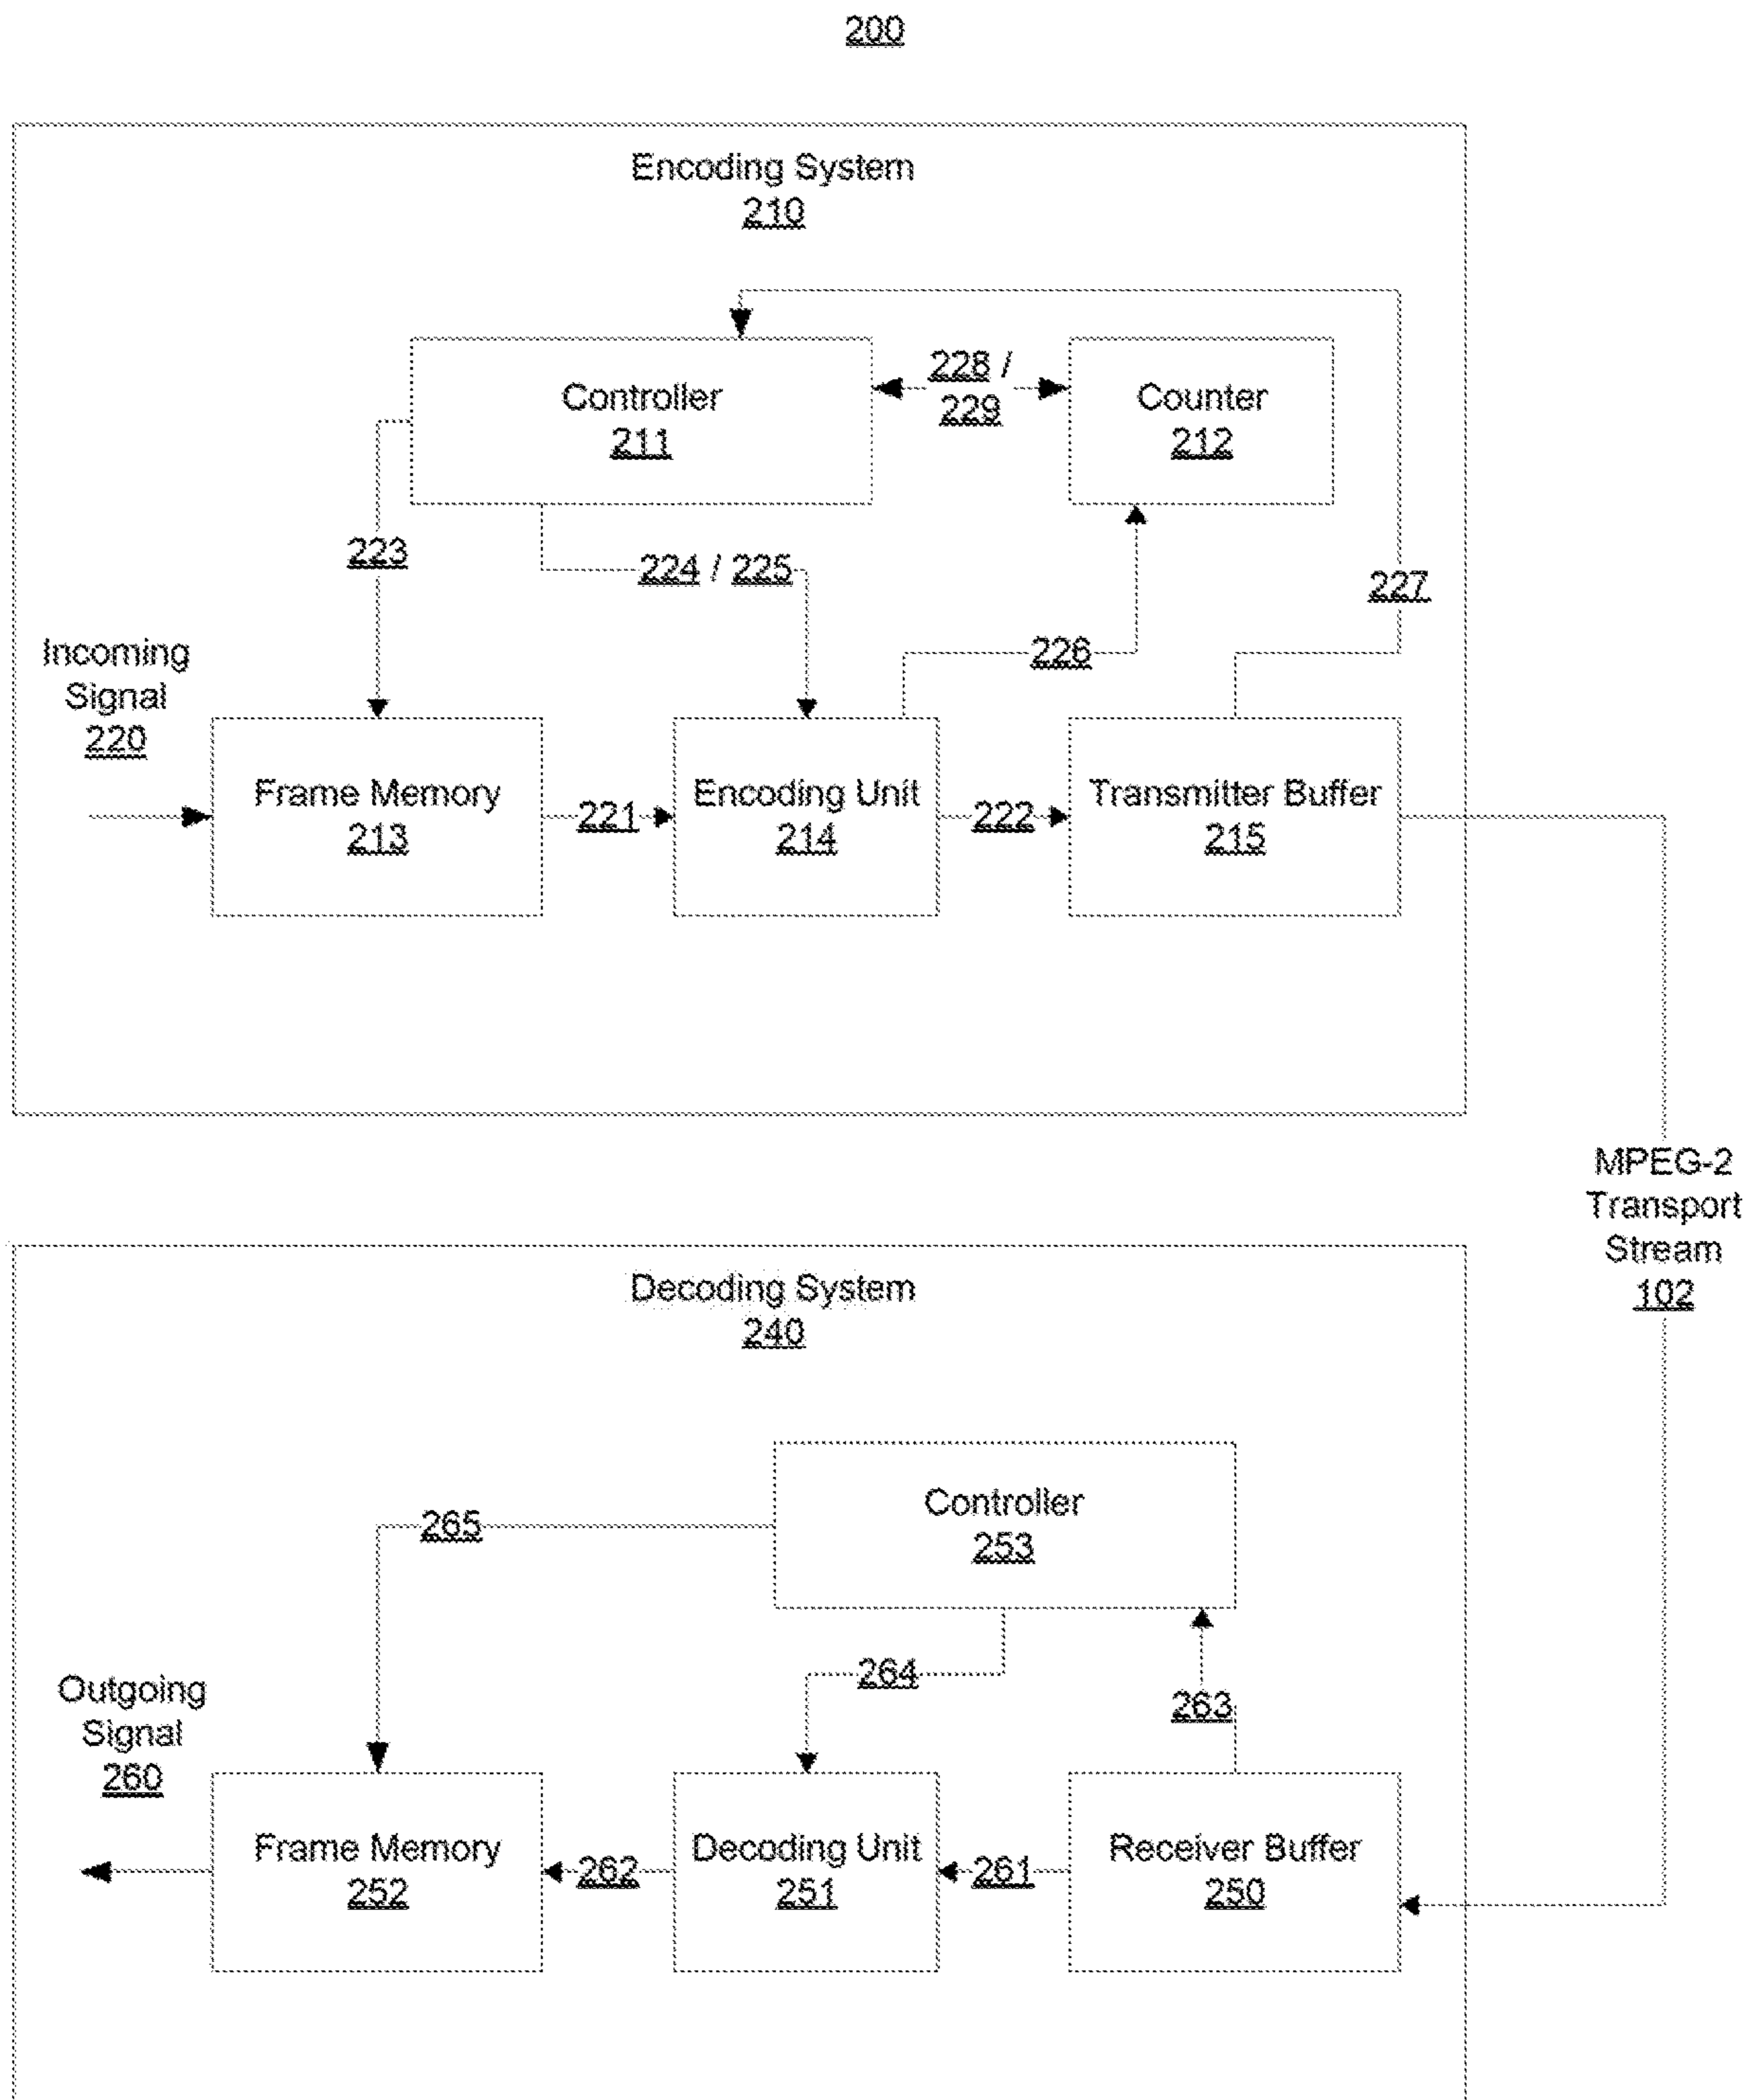 200
Encoding System
210
Controller
211
228 /
229
Counter
212
223
224 / 225
227
226
Incoming
Signal
220
Frame Memory
213
221
Encoding Unit
214
222
Transmitter Buffer
215
MPEG-2
Transport
Stream
102
Decoding System
240
Controller
253
265
264
263
Outgoing
Signal
260
Frame Memory
252
262
Decoding Unit
251
261
Receiver Buffer
250